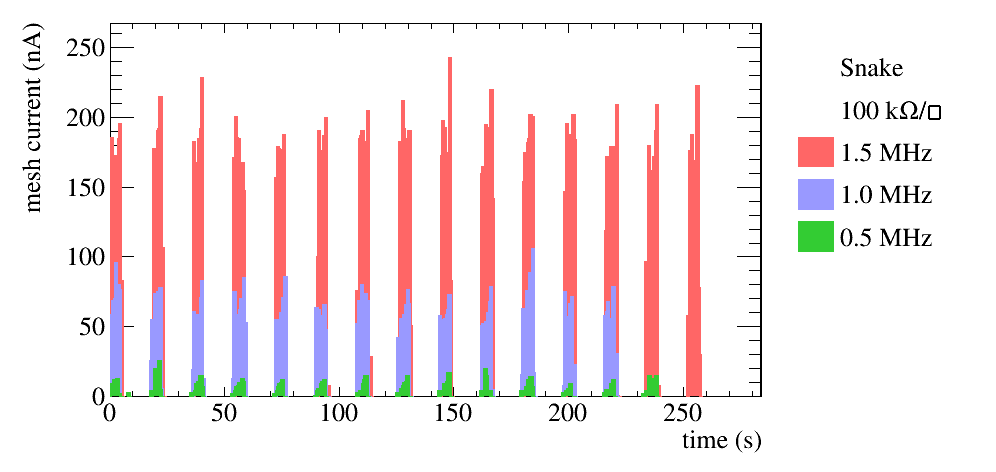 mesh current (nA)
250
200
150
100
50
0
0 50 100 150 200 250
time (s)
Snake
100 kΩ/□
1.5 MHz
1.0 MHz
0.5 MHz